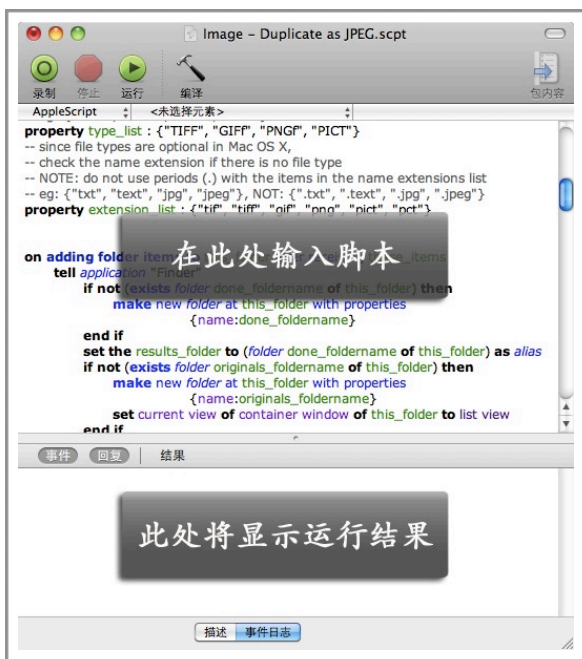 Image – Duplicate as JPEG.scpt
录制 停止 运行 编译 包内容
AppleScript <未选择元素>
property type_list : {"TIFF", "GIFf", "PNGf", "PICT"}
-- since file types are optional in Mac OS X,
-- check the name extension if there is no file type
-- NOTE: do not use periods (.) with the items in the name extensions list
-- eg: {"txt", "text", "jpg", "jpeg"}, NOT: {".txt", ".text", ".jpg", ".jpeg"}
property extension_list : {"tif", "tiff", "gif", "png", "pict", "pct"}
在此处输入脚本
on adding folder items
tell application "Finder"
if not (exists folder done_foldername of this_folder) then
make new folder at this_folder with properties
{name:done_foldername}
end if
set the results_folder to (folder done_foldername of this_folder) as alias
if not (exists folder originals_foldername of this_folder) then
make new folder at this_folder with properties
{name:originals_foldername}
set current view of container window of this_folder to list view
end if
事件 回复 结果
此处将显示运行结果
描述 事件日志